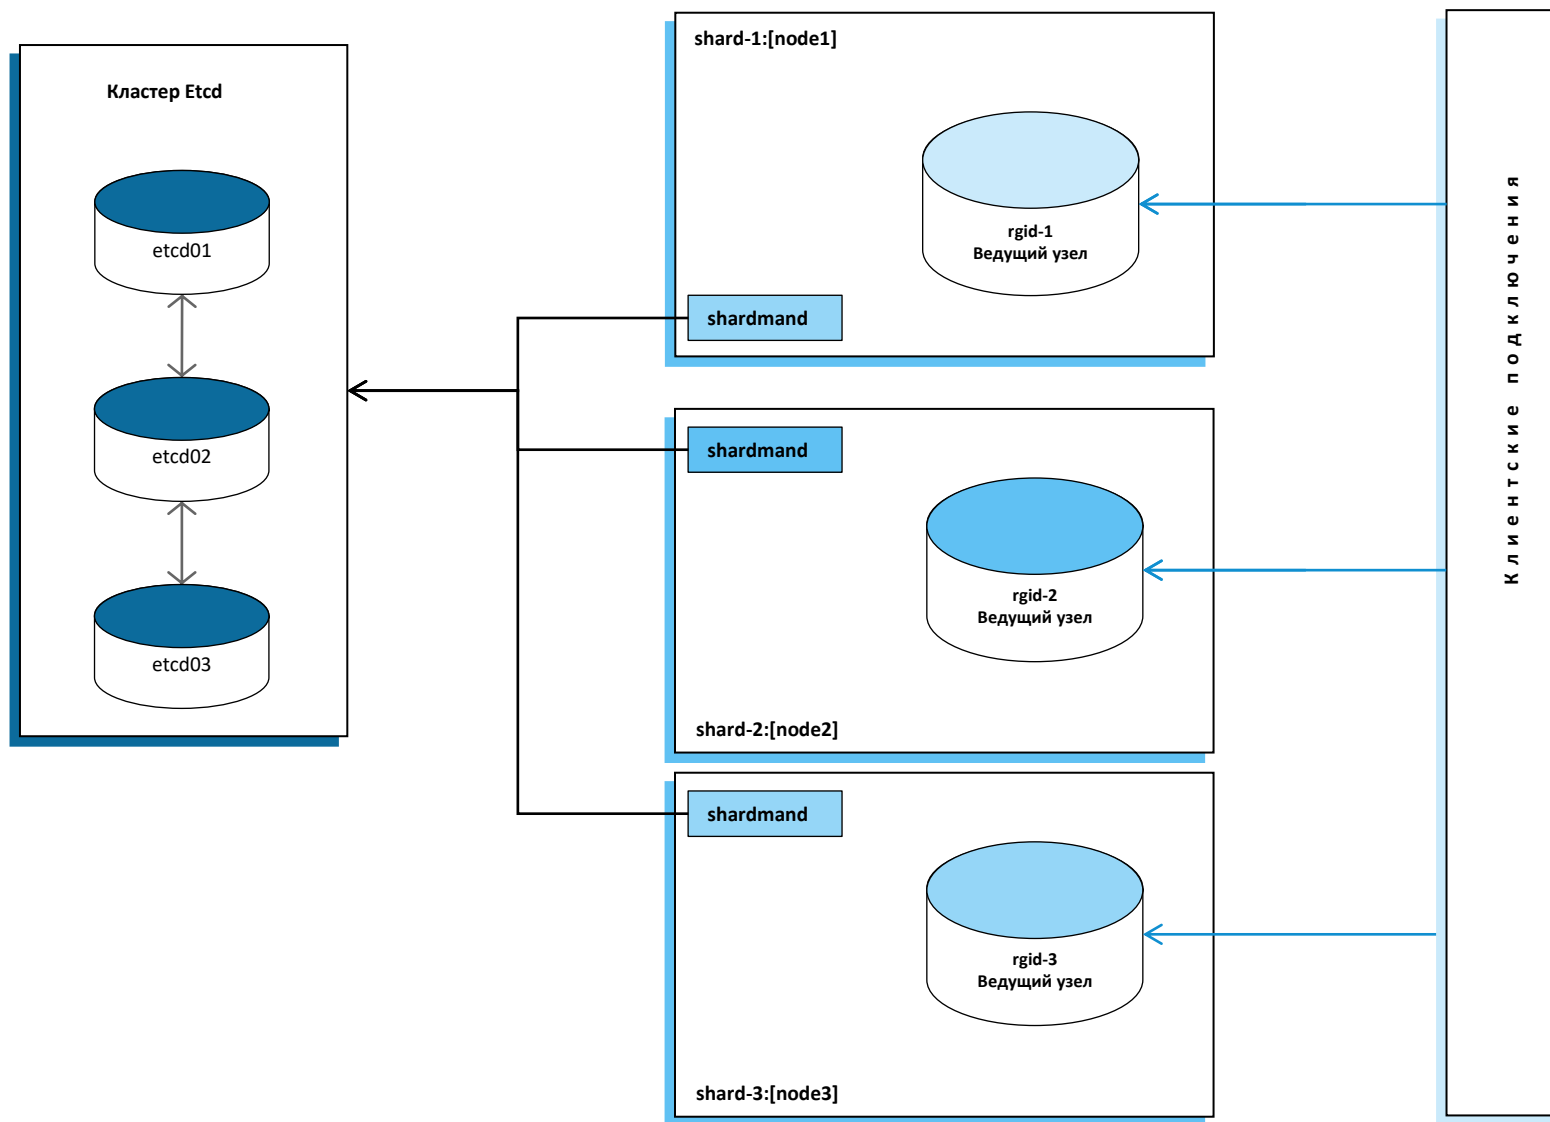 Кластер Etcd
etcd01
etcd02
etcd03
shard-1:[node1]
rgid-1
Ведущий узел
shardmand
shardmand
rgid-2
Ведущий узел
shard-2:[node2]
shardmand
rgid-3
Ведущий узел
shard-3:[node3]
Клиентские подключения